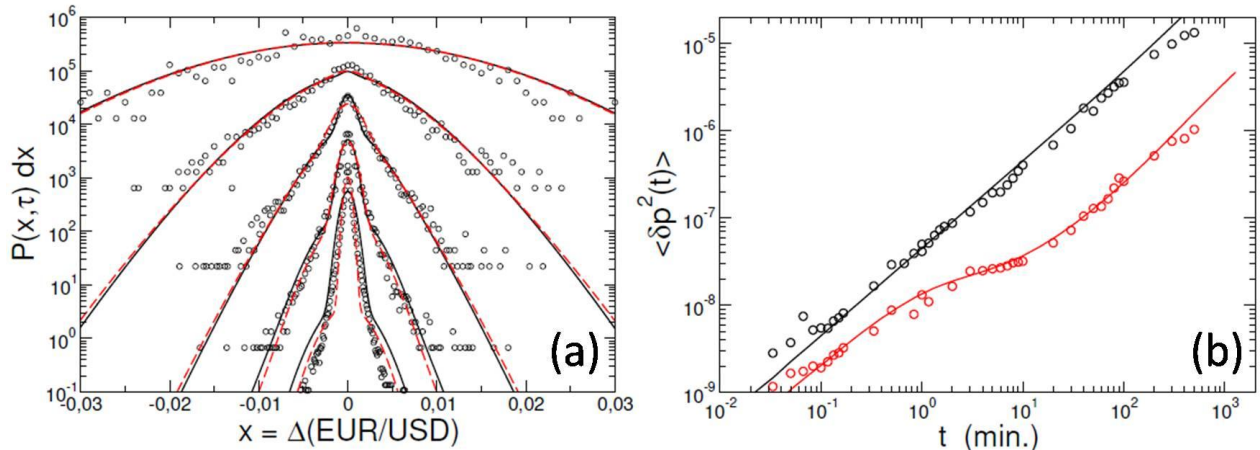 10^6
10^5
10^4
10^3
10^2
10^1
10^0
10^-1
P(x,τ) dx
-0,03 -0,02 -0,01 0 0,01 0,02 0,03
x = Δ(EUR/USD)
(a)
10^-5
10^-6
10^-7
10^-8
10^-9
<δp^2(t)>
10^-2 10^-1 10^0 10^1 10^2 10^3
t (min.)
(b)